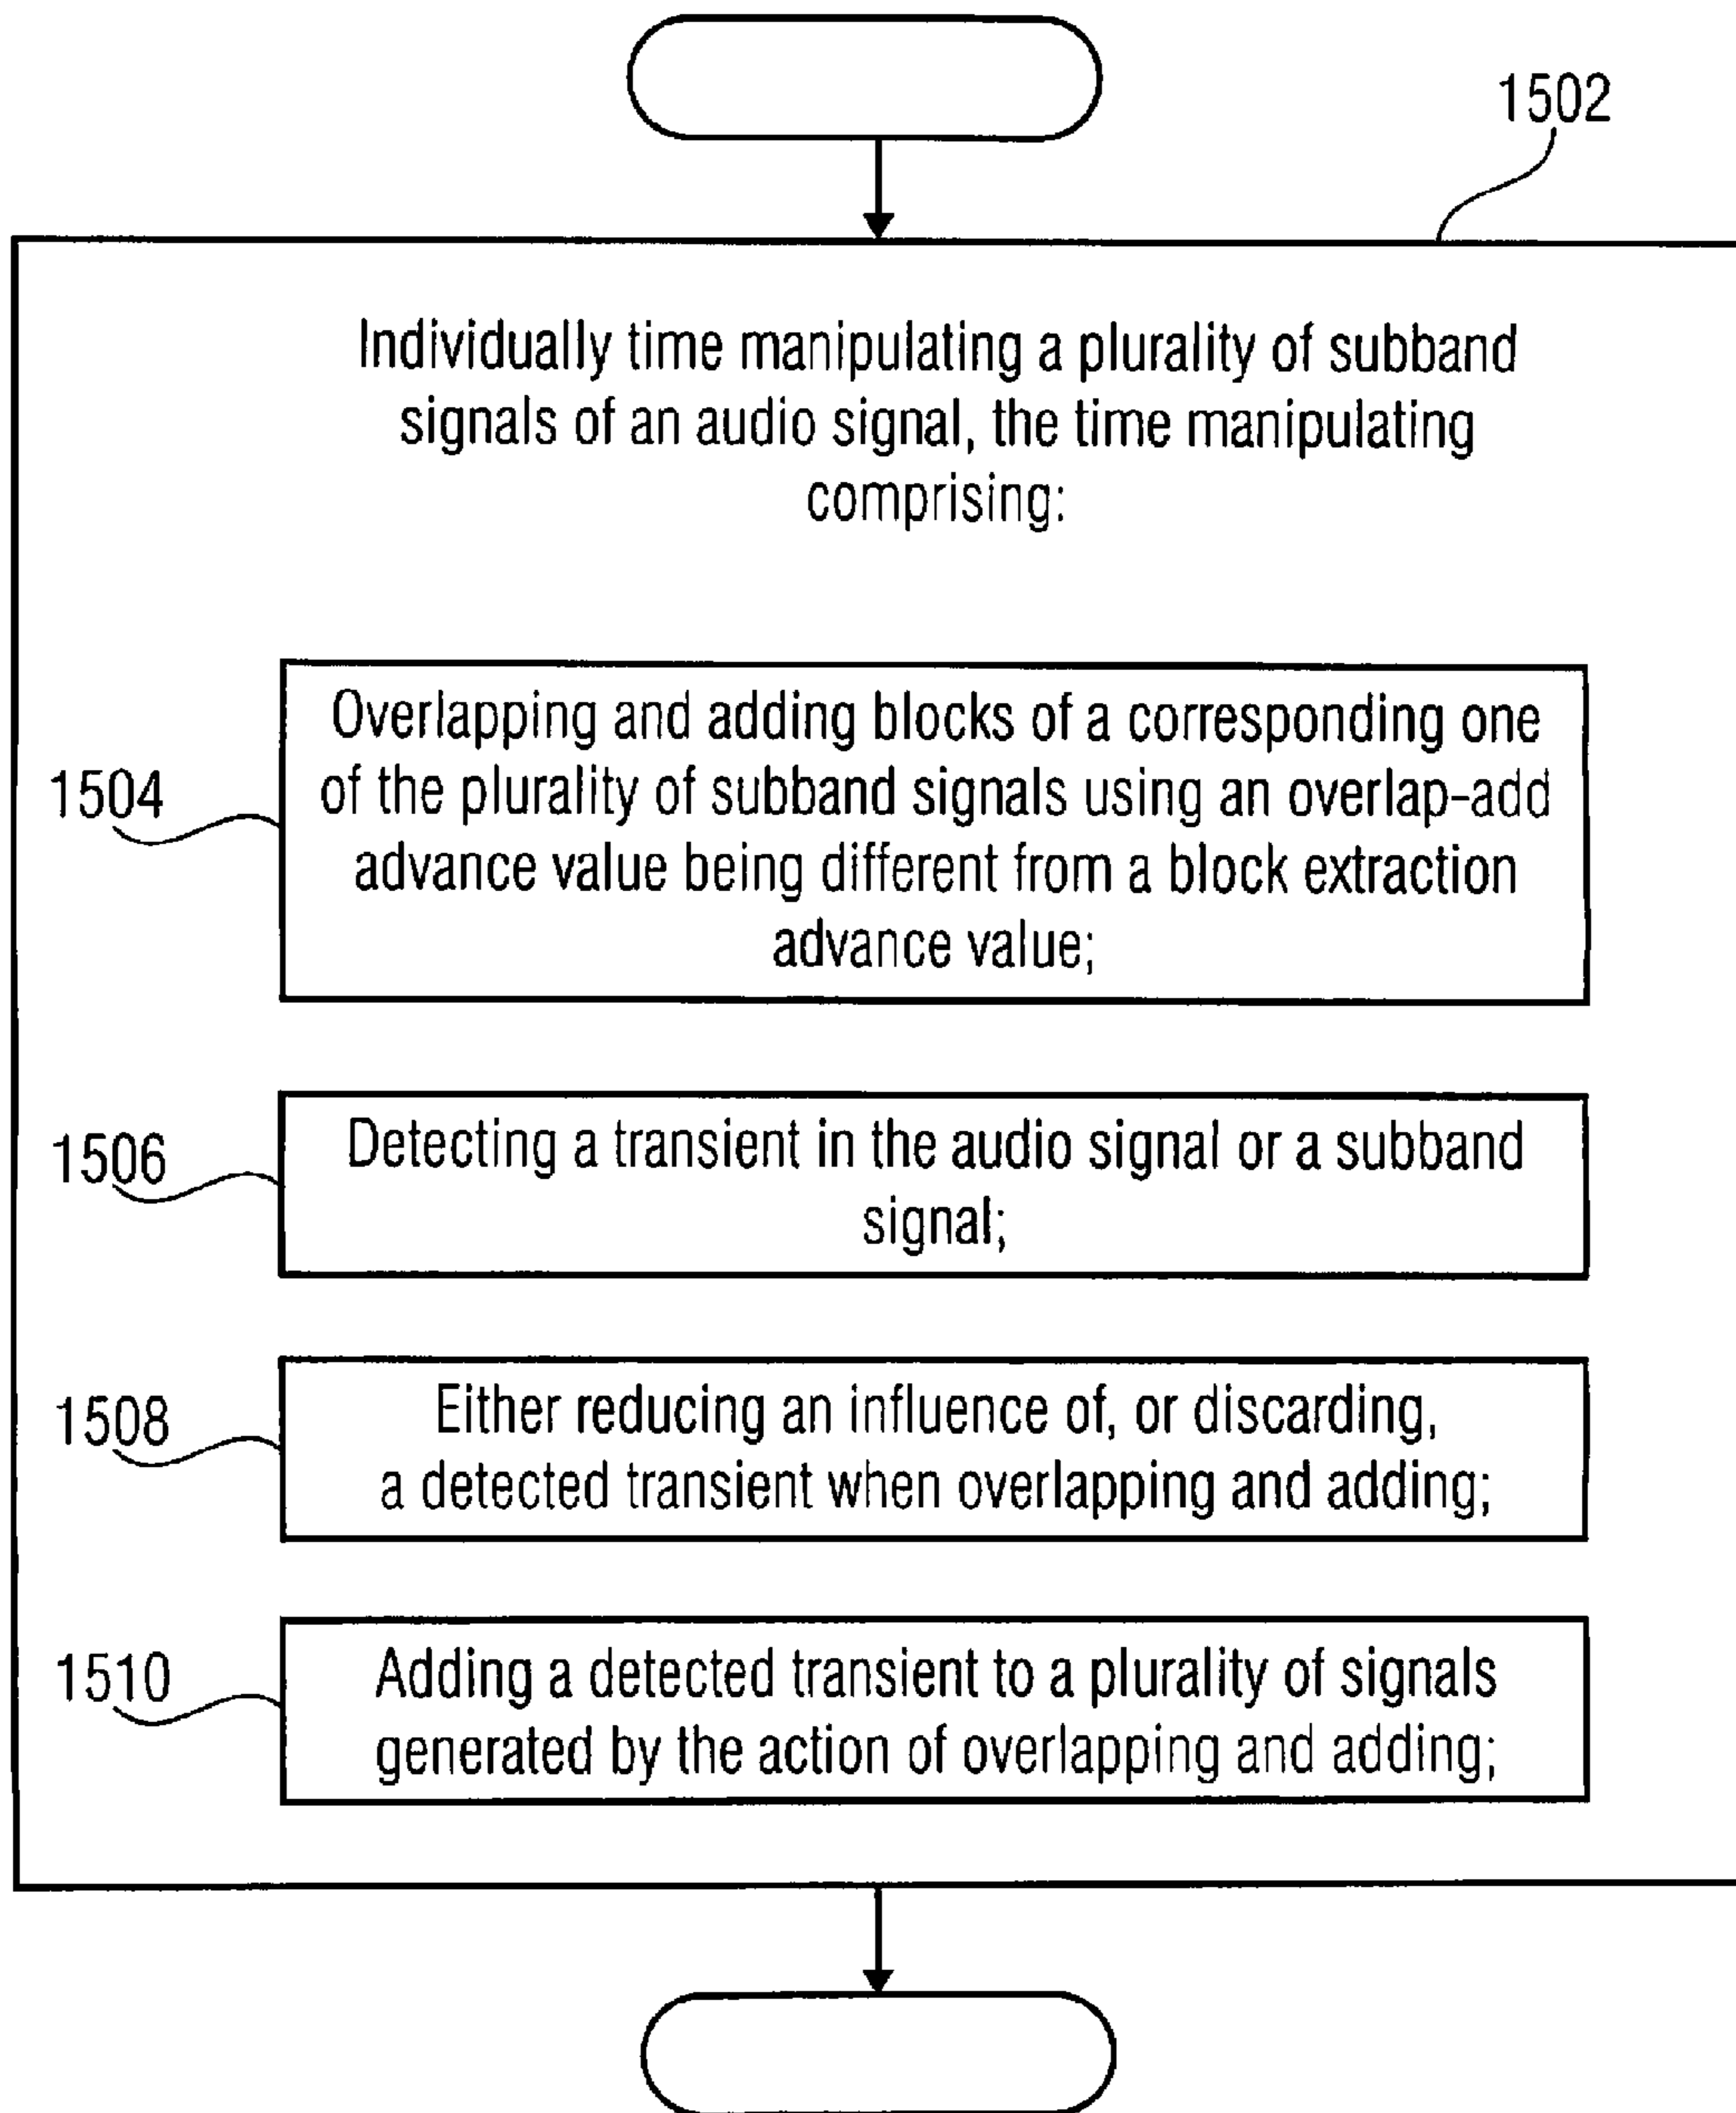 1502
Individually time manipulating a plurality of subband
signals of an audio signal, the time manipulating
comprising:
1504
Overlapping and adding blocks of a corresponding one
of the plurality of subband signals using an overlap-add
advance value being different from a block extraction
advance value;
1506
Detecting a transient in the audio signal or a subband
signal;
1508
Either reducing an influence of, or discarding,
a detected transient when overlapping and adding;
1510
Adding a detected transient to a plurality of signals
generated by the action of overlapping and adding;